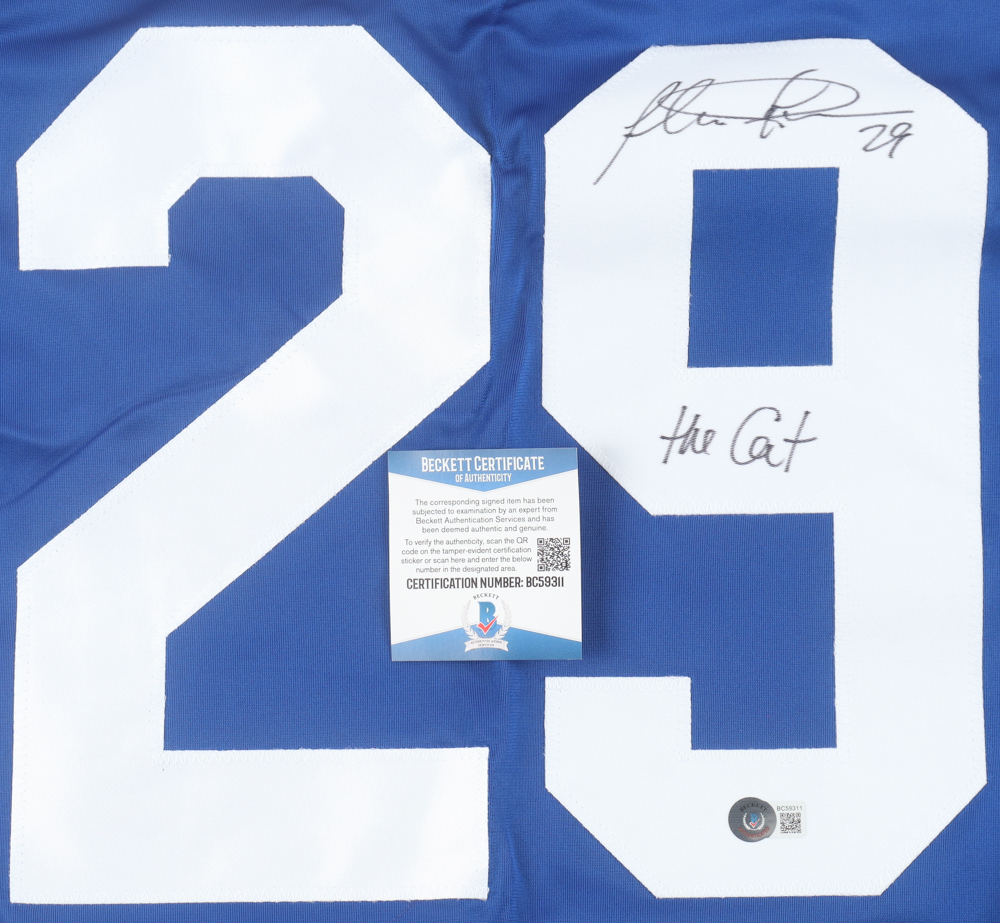 29
29
the Cat
BECKETT CERTIFICATE
OF AUTHENTICITY
The corresponding signed item has been
subjected to examination by an expert from
Beckett Authentication Services and has
been deemed authentic and genuine.
To verify the authenticity, scan the QR
code on the tamper-evident certification
sticker or scan here and enter the below
number in the designated area.
CERTIFICATION NUMBER: BC59311
BECKETT
B
BECKETT
B
BC59311